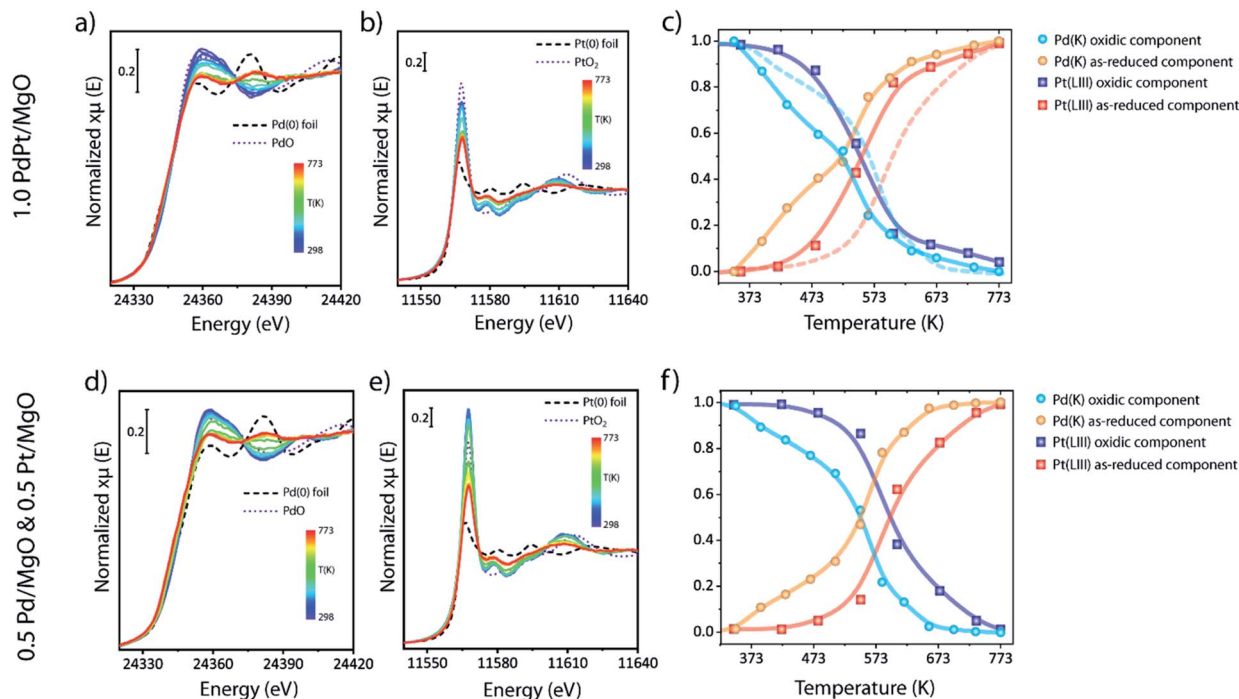 1.0 PdPt/MgO
a)
Normalized xμ (E)
0.2
Pd(0) foil
PdO
773
T(K)
298
24330 24360 24390 24420
Energy (eV)
b)
Normalized xμ (E)
0.2
Pt(0) foil
PtO₂
773
T(K)
298
11550 11580 11610 11640
Energy (eV)
c)
1.0
0.8
0.6
0.4
0.2
0.0
373 473 573 673 773
Temperature (K)
Pd(K) oxidic component
Pd(K) as-reduced component
Pt(LIII) oxidic component
Pt(LIII) as-reduced component
0.5 Pd/MgO & 0.5 Pt/MgO
d)
Normalized xμ (E)
0.2
Pd(0) foil
PdO
773
T(K)
298
24330 24360 24390 24420
Energy (eV)
e)
Normalized xμ (E)
0.2
Pt(0) foil
PtO₂
773
T(K)
298
11550 11580 11610 11640
Energy (eV)
f)
1.0
0.8
0.6
0.4
0.2
0.0
373 473 573 673 773
Temperature (K)
Pd(K) oxidic component
Pd(K) as-reduced component
Pt(LIII) oxidic component
Pt(LIII) as-reduced component